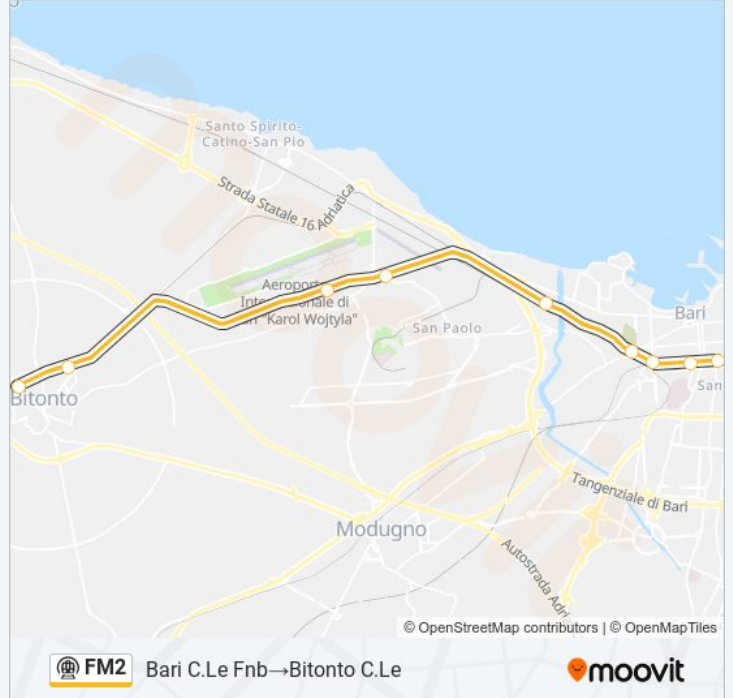 Santo Spirito-
Catino-San Pio
Strada Statale 16 Adriatica
Aeroporto
Internazionale di
"Karol Wojtyla"
San Paolo
Bari
San
Bitonto
Tangenziale di Bari
Modugno
Autostrada Adri
© OpenStreetMap contributors | © OpenMapTiles
FM2 Bari C.Le Fnb→Bitonto C.Le
moovit